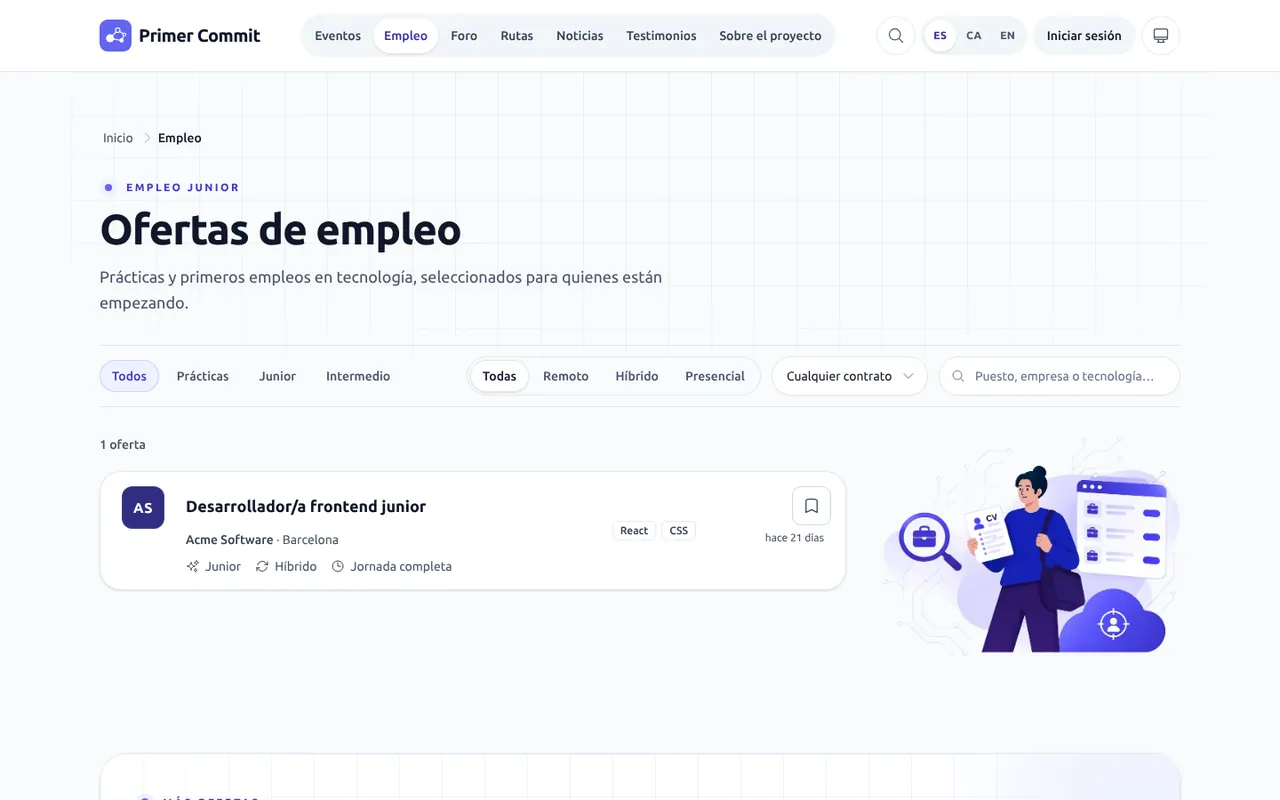 Primer Commit
Eventos
Empleo
Foro
Rutas
Noticias
Testimonios
Sobre el proyecto
ES
CA
EN
Iniciar sesión
Inicio
Empleo
EMPLEO JUNIOR
Ofertas de empleo
Prácticas y primeros empleos en tecnología, seleccionados para quienes están
empezando.
Todos
Prácticas
Junior
Intermedio
Todas
Remoto
Híbrido
Presencial
Cualquier contrato
Puesto, empresa o tecnología…
1 oferta
AS
Desarrollador/a frontend junior
Acme Software · Barcelona
Junior
Híbrido
Jornada completa
React
CSS
hace 21 días
CV
MÁS OFERTAS